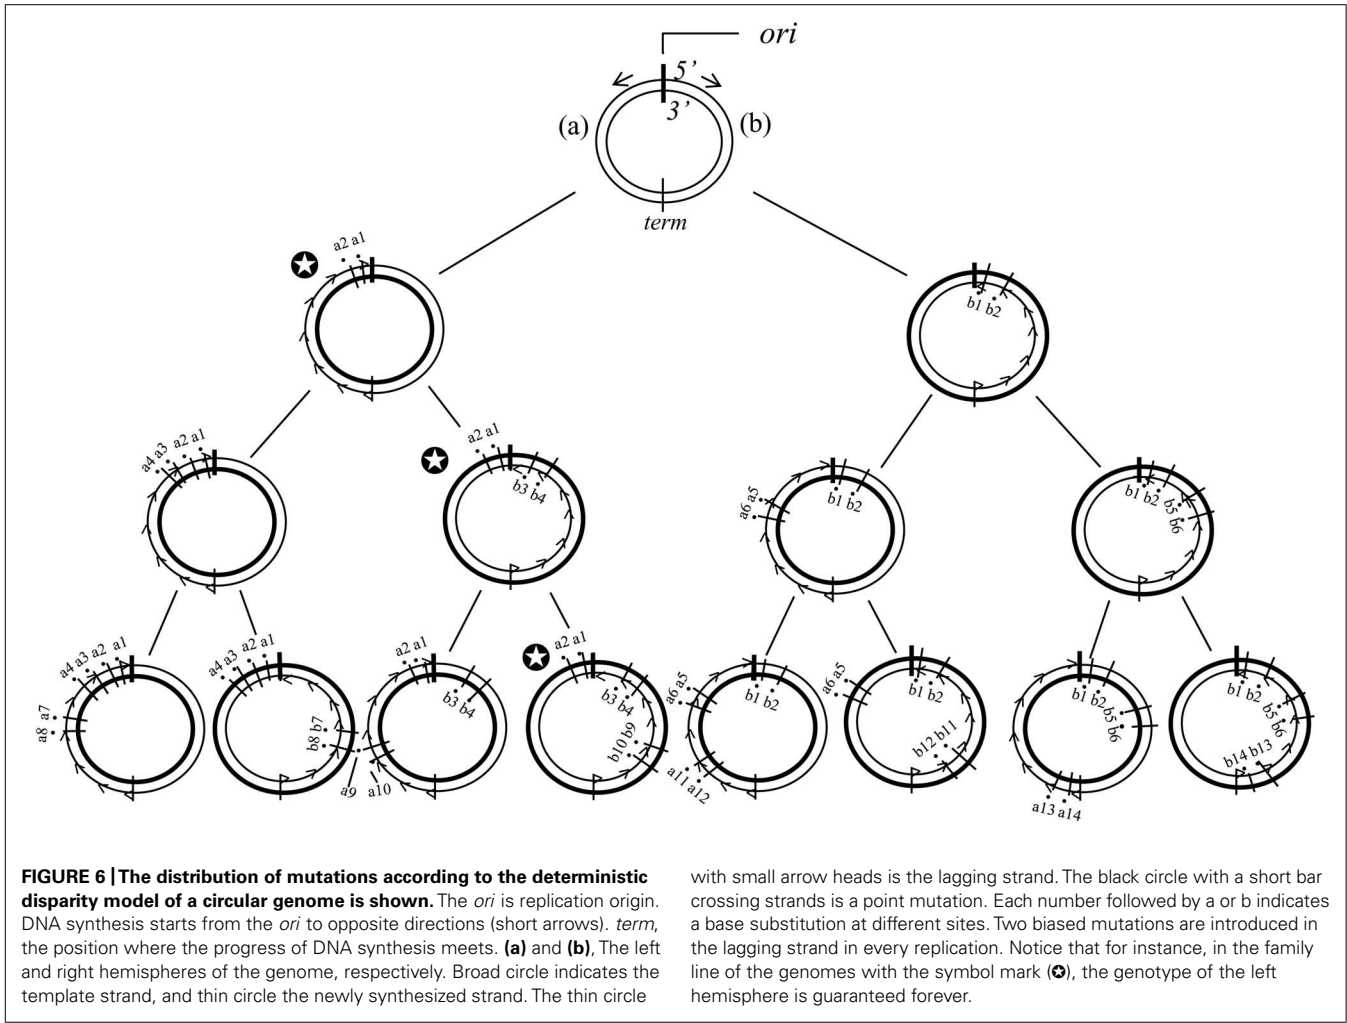 ori
5’
3’
(a)
(b)
term
a2 a1
b1 b2
a4 a3 a2 a1
a2 a1
b3 b4
a6 a5
b1 b2
b1 b2
b5 b6
a4 a3 a2 a1
a8 a7
a4 a3 a2 a1
b8 b7
a2 a1
b3 b4
a9 a10
a2 a1
b3 b4
b10 b9
a6 a5
b1 b2
a11 a12
a6 a5
b1 b2
b12 b11
b1 b2
b5 b6
a13 a14
b1 b2
b5 b6
b14 b13
FIGURE 6 | The distribution of mutations according to the deterministic
disparity model of a circular genome is shown. The ori is replication origin.
DNA synthesis starts from the ori to opposite directions (short arrows). term,
the position where the progress of DNA synthesis meets. (a) and (b), The left
and right hemispheres of the genome, respectively. Broad circle indicates the
template strand, and thin circle the newly synthesized strand. The thin circle
with small arrow heads is the lagging strand. The black circle with a short bar
crossing strands is a point mutation. Each number followed by a or b indicates
a base substitution at different sites. Two biased mutations are introduced in
the lagging strand in every replication. Notice that for instance, in the family
line of the genomes with the symbol mark (✪), the genotype of the left
hemisphere is guaranteed forever.